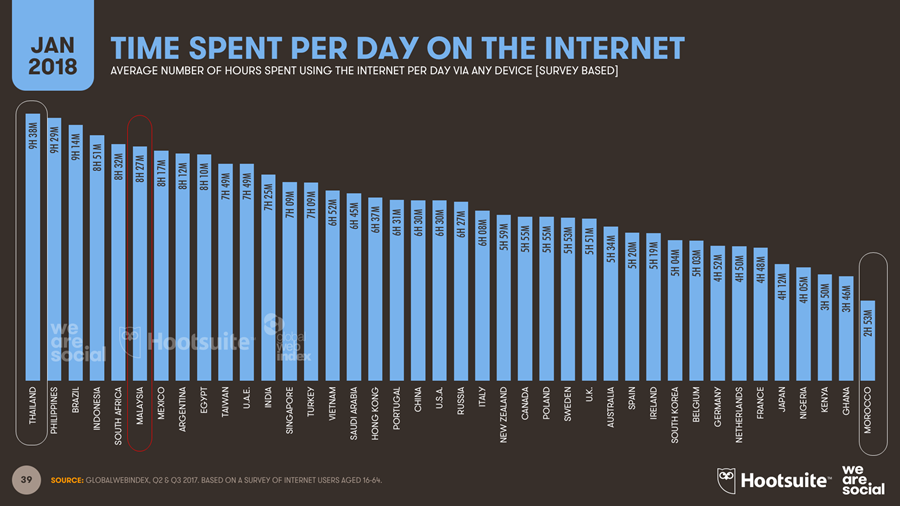 JAN
2018
TIME SPENT PER DAY ON THE INTERNET
AVERAGE NUMBER OF HOURS SPENT USING THE INTERNET PER DAY VIA ANY DEVICE [SURVEY BASED]
9H 38M
9H 29M
9H 14M
8H 51M
8H 32M
8H 27M
8H 17M
8H 12M
8H 10M
7H 49M
7H 49M
7H 25M
7H 09M
7H 09M
6H 52M
6H 45M
6H 37M
6H 31M
6H 30M
6H 30M
6H 27M
6H 08M
5H 59M
5H 55M
5H 55M
5H 53M
5H 51M
5H 34M
5H 20M
5H 19M
5H 04M
5H 03M
4H 52M
4H 50M
4H 48M
4H 12M
4H 05M
3H 50M
3H 46M
2H 53M
we
are
social
Hootsuite™
global
web
index
THAILAND
PHILIPPINES
BRAZIL
INDONESIA
SOUTH AFRICA
MALAYSIA
MEXICO
ARGENTINA
EGYPT
TAIWAN
U.A.E.
INDIA
SINGAPORE
TURKEY
VIETNAM
SAUDI ARABIA
HONG KONG
PORTUGAL
CHINA
U.S.A.
RUSSIA
ITALY
NEW ZEALAND
CANADA
POLAND
SWEDEN
U.K.
AUSTRALIA
SPAIN
IRELAND
SOUTH KOREA
BELGIUM
GERMANY
NETHERLANDS
FRANCE
JAPAN
NIGERIA
KENYA
GHANA
MOROCCO
39
SOURCE: GLOBALWEBINDEX, Q2 & Q3 2017. BASED ON A SURVEY OF INTERNET USERS AGED 16-64.
Hootsuite™
we
are
social